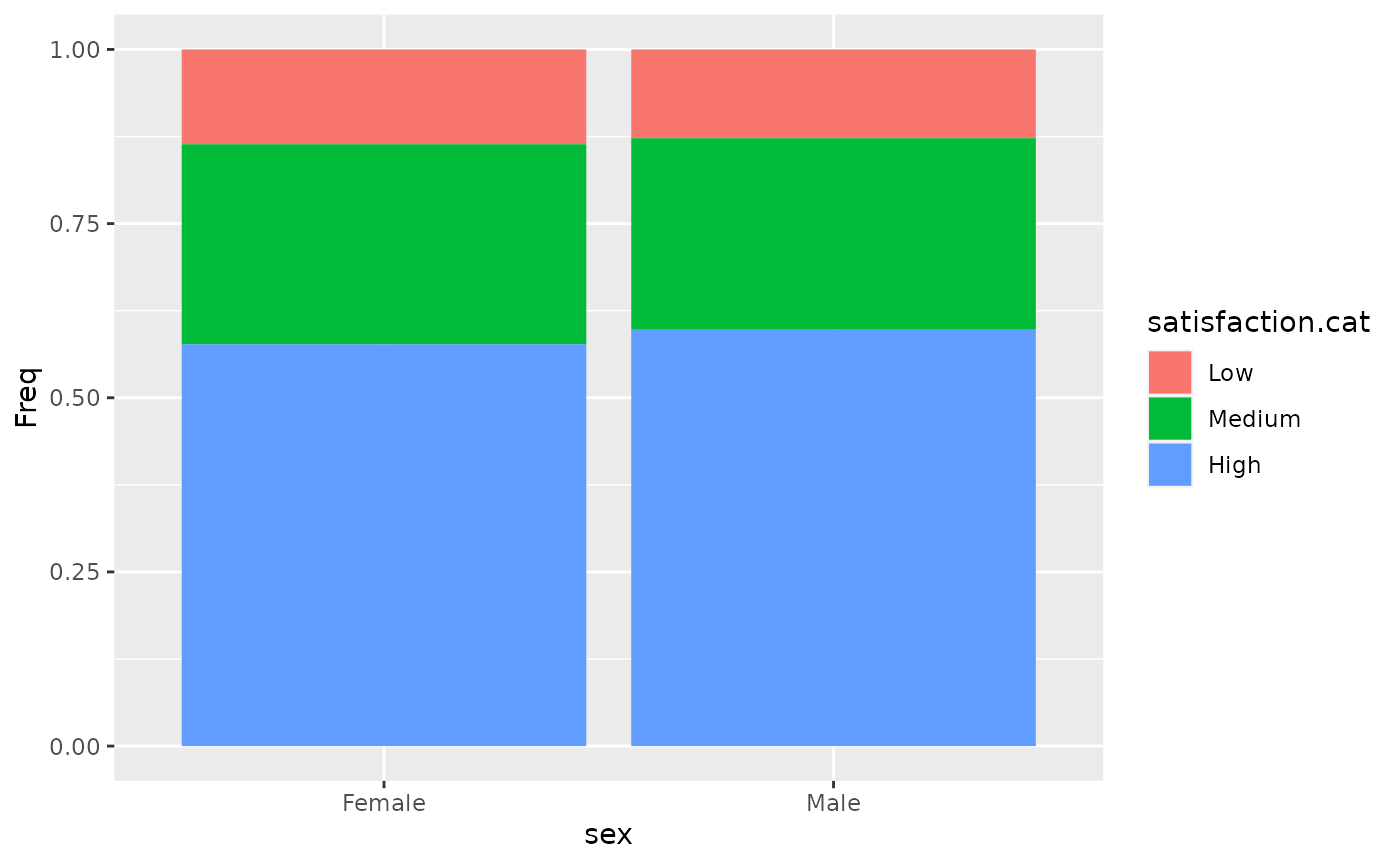 1.00
0.75
0.50
0.25
0.00
Freq
Female
Male
sex
satisfaction.cat
Low
Medium
High